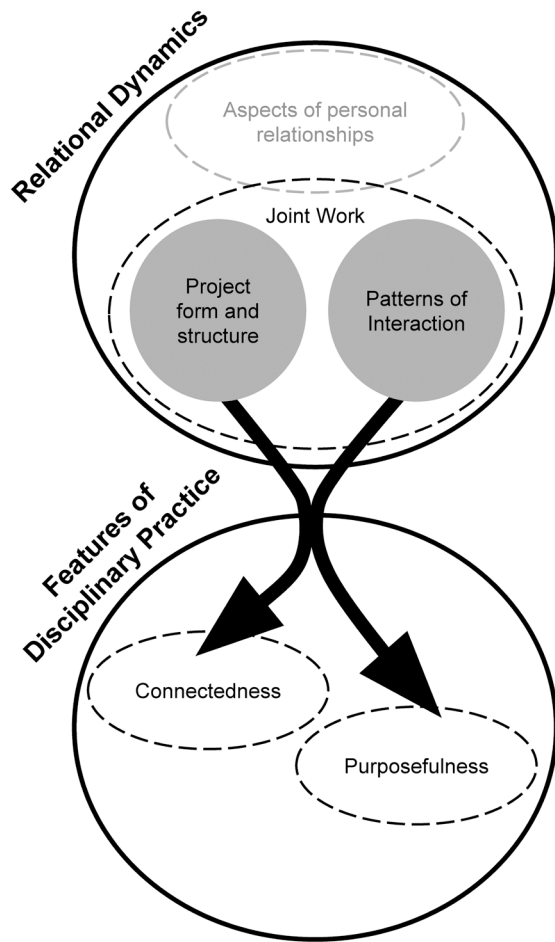 Relational Dynamics
Aspects of personal
relationships
Joint Work
Project
form and
structure
Patterns of
Interaction
Features of
Disciplinary Practice
Connectedness
Purposefulness